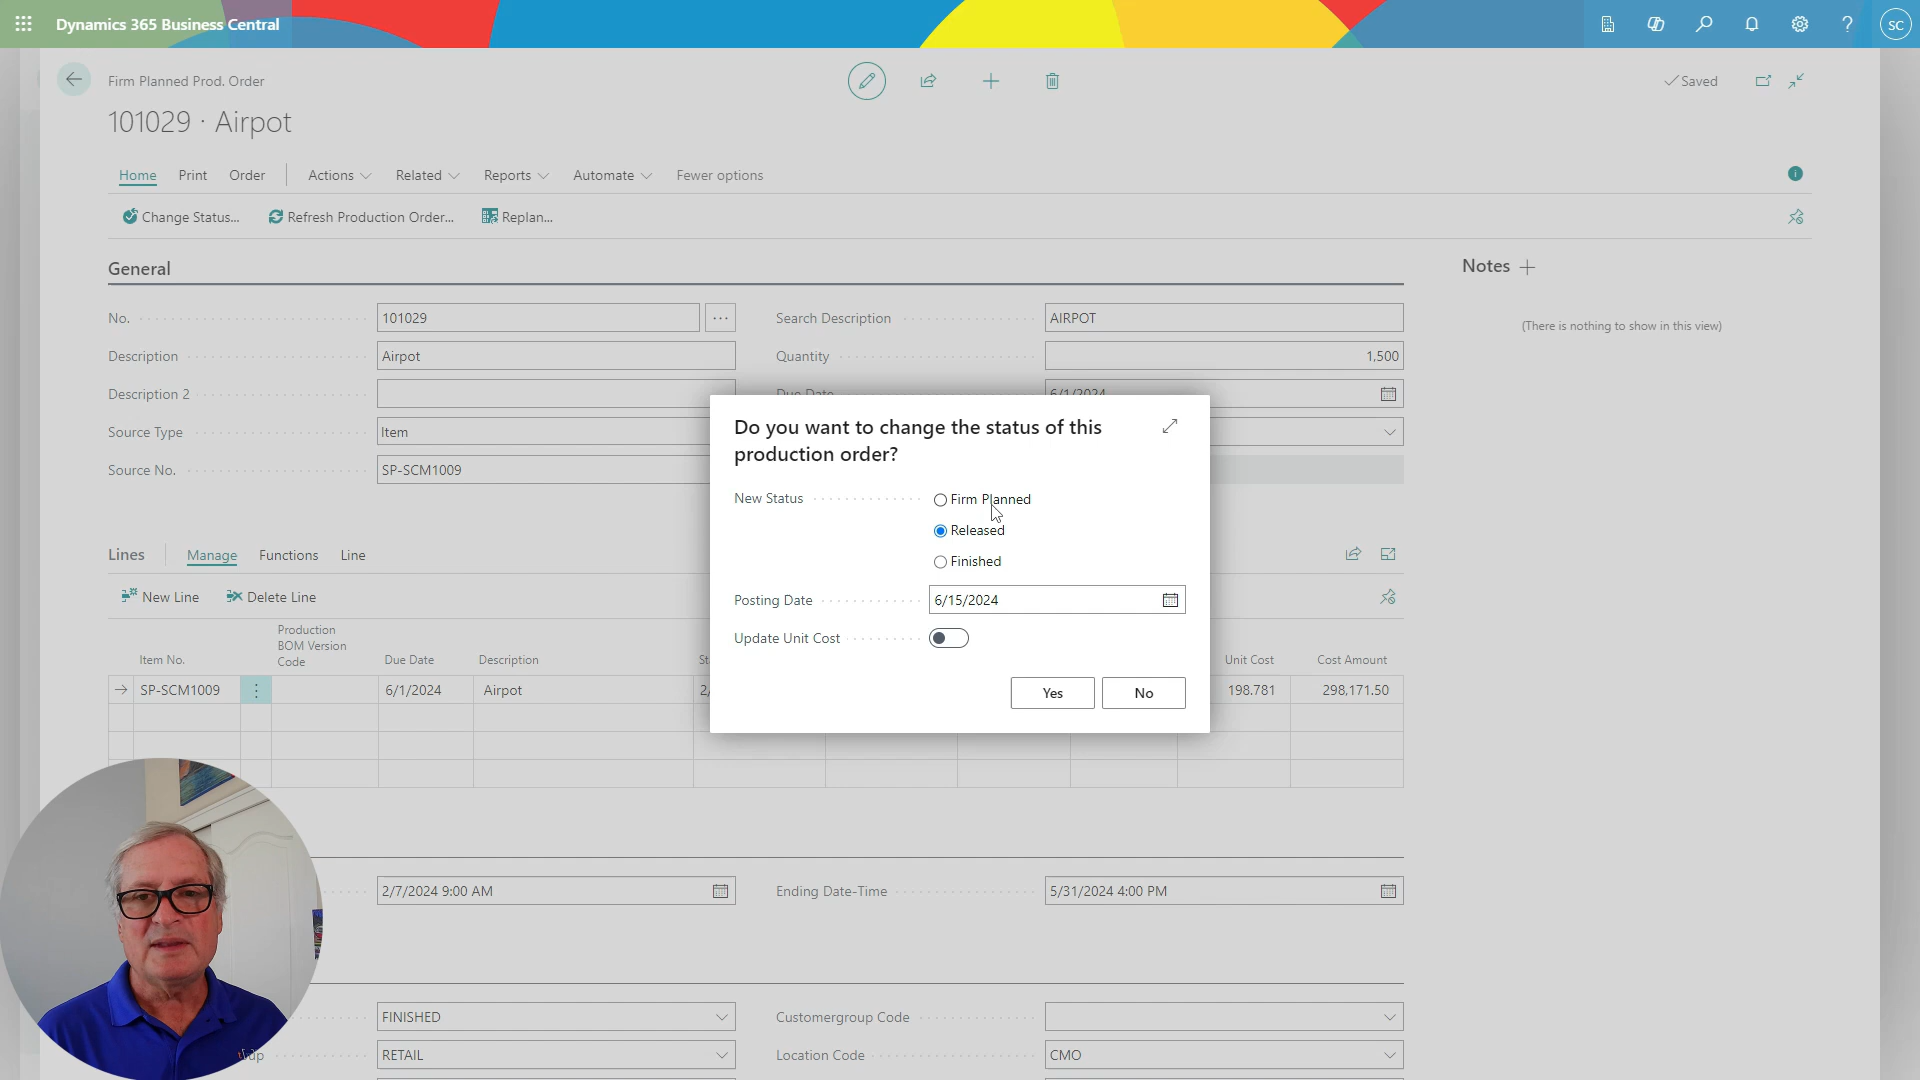 Dynamics 365 Business Central
SC
Firm Planned Prod. Order
Saved
101029 · Airpot
Home Print Order Actions Related Reports Automate Fewer options
Change Status... Refresh Production Order... Replan...
General
Notes
(There is nothing to show in this view)
No. 101029 Search Description AIRPOT
Description Airpot Quantity 1,500
Description 2 Due Date 6/1/2024
Source Type Item
Source No. SP-SCM1009
Do you want to change the status of this
production order?
New Status Firm Planned
Released
Finished
Posting Date 6/15/2024
Update Unit Cost
Yes No
Lines Manage Functions Line
New Line Delete Line
Item No. Production BOM Version Code Due Date Description Unit Cost Cost Amount
SP-SCM1009 6/1/2024 Airpot 2/ 198.781 298,171.50
2/7/2024 9:00 AM Ending Date-Time 5/31/2024 4:00 PM
FINISHED Customergroup Code
RETAIL Location Code CMO